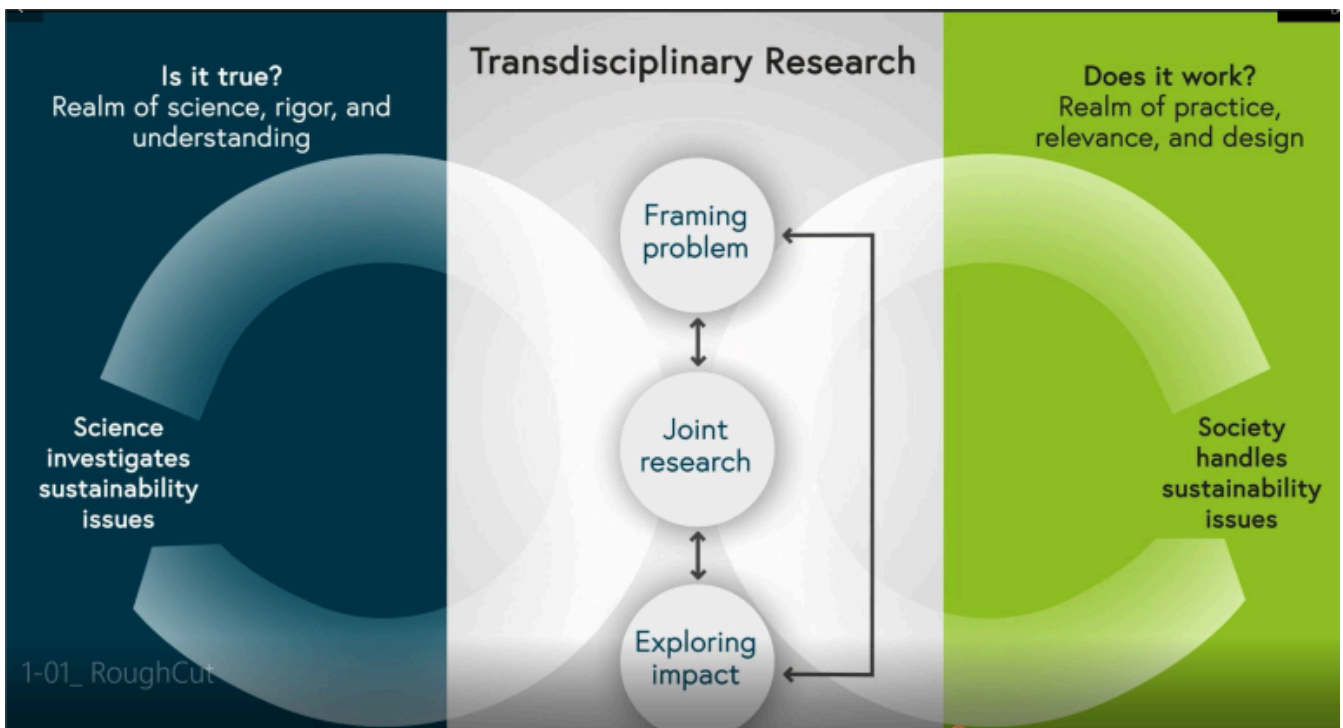 Transdisciplinary Research
Is it true?
Realm of science, rigor, and
understanding
Does it work?
Realm of practice,
relevance, and design
Framing
problem
Joint
research
Exploring
impact
Science
investigates
sustainability
issues
Society
handles
sustainability
issues
1-01_ RoughCut